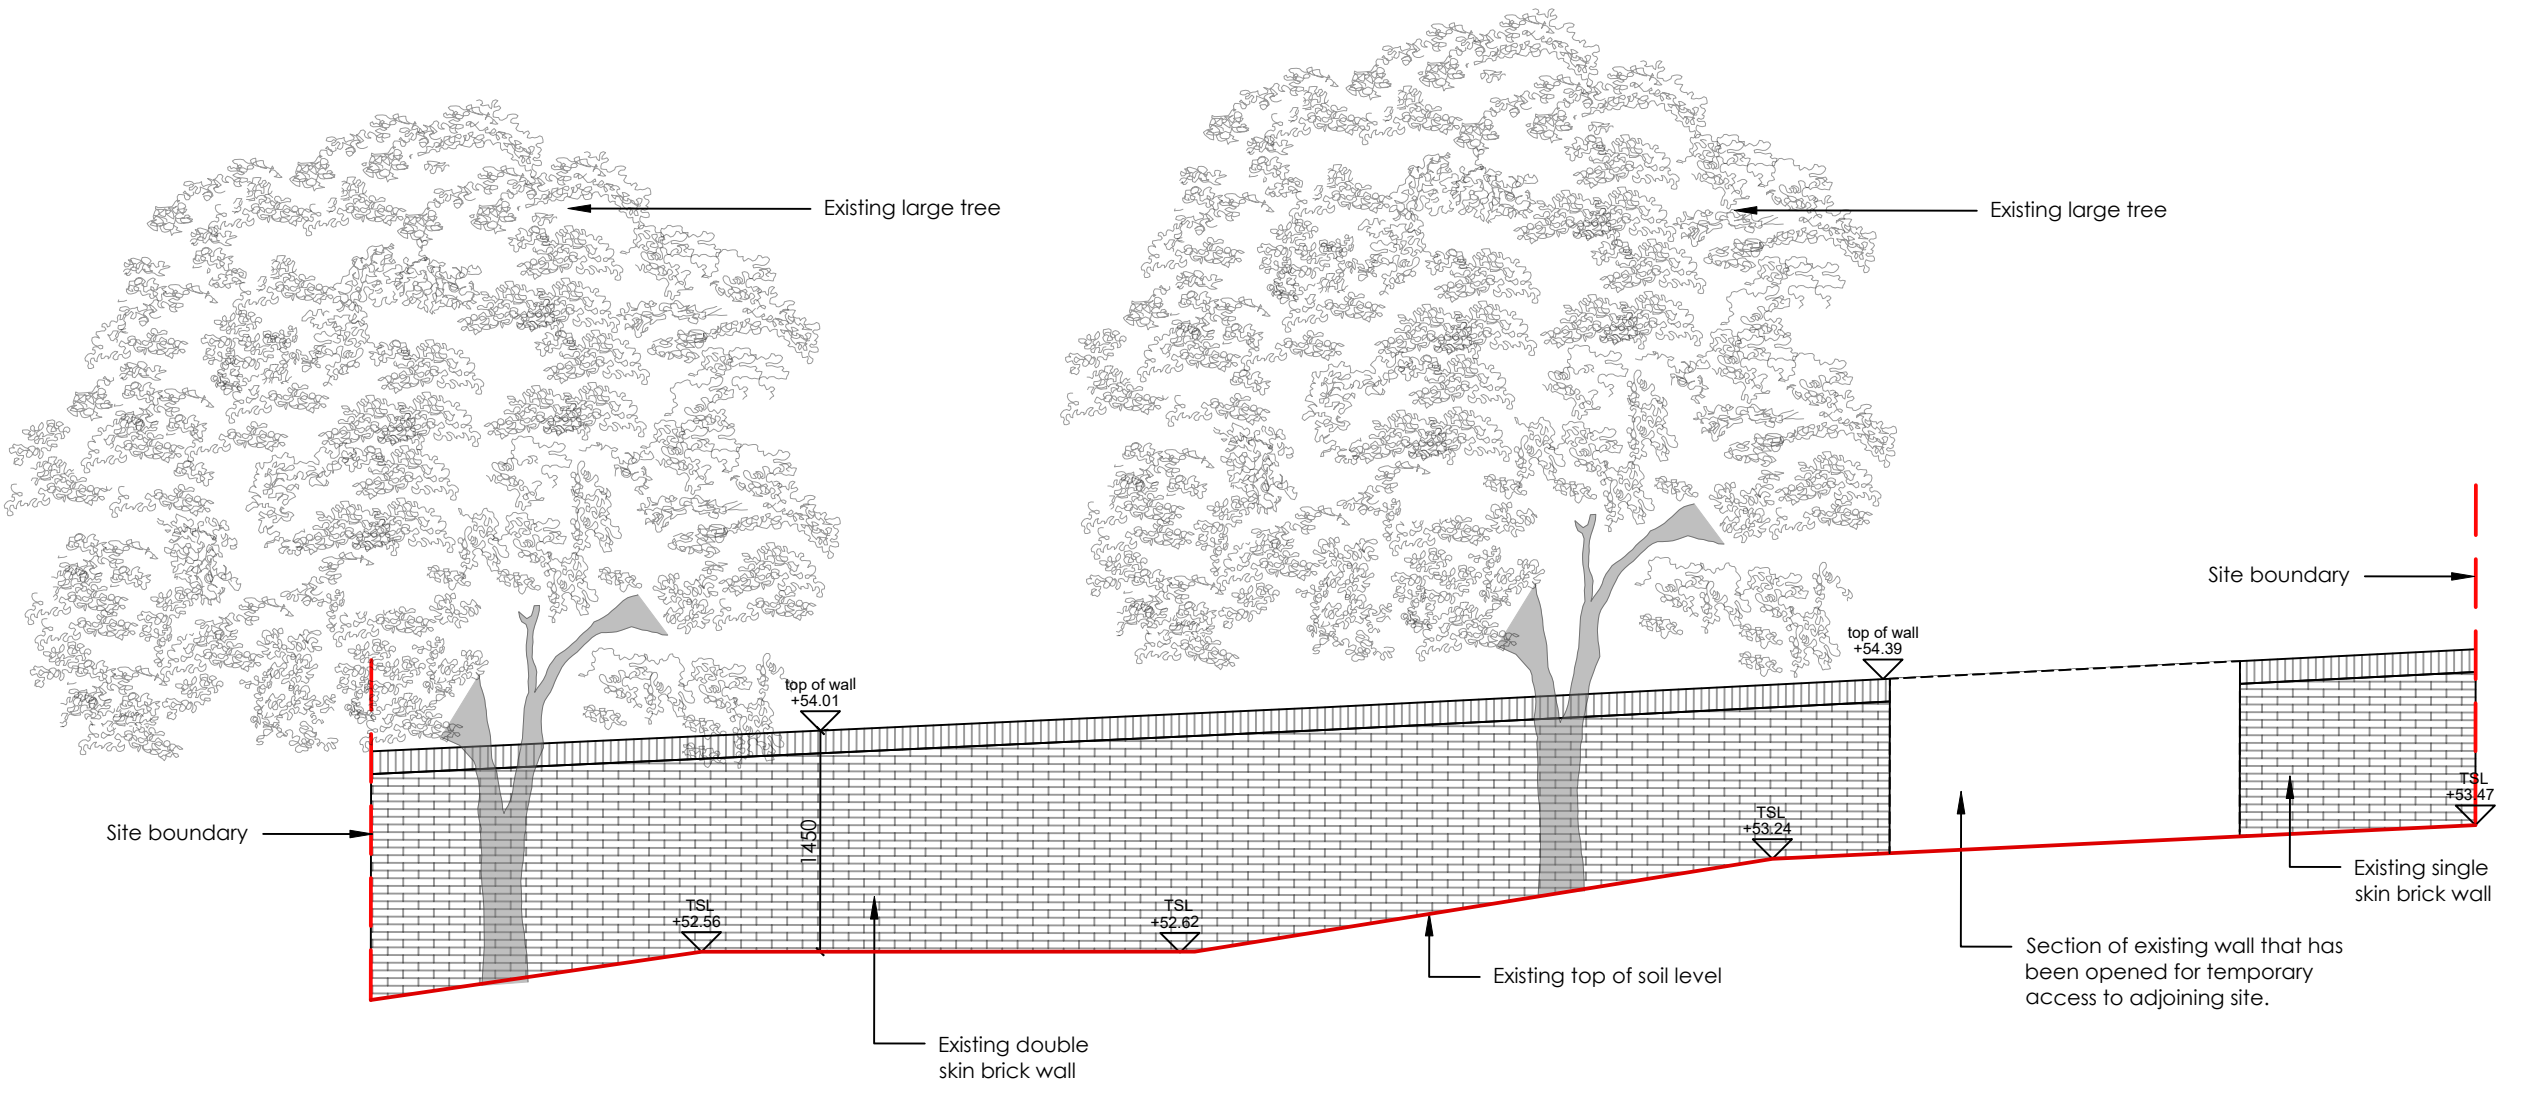 Existing large tree
Existing large tree
Site boundary
top of wall
+54.39
top of wall
+54.01
TSL
+53.47
TSL
+53.24
Site boundary
1450
Existing single
skin brick wall
TSL
+52.56
TSL
+52.62
Section of existing wall that has
been opened for temporary
access to adjoining site.
Existing top of soil level
Existing double
skin brick wall